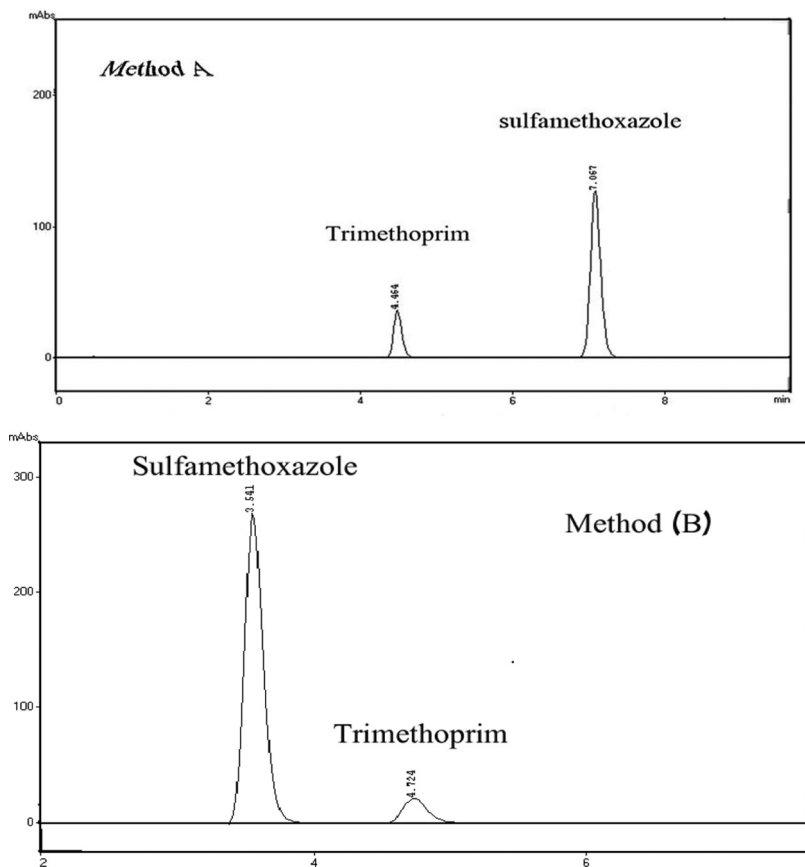 mAbs
Method A
200
sulfamethoxazole
7.067
Trimethoprim
100
4.464
0
0 2 4 6 8 min
mAbs
Sulfamethoxazole
300
3.541
Method (B)
200
100
Trimethoprim
4.724
0
2 4 6